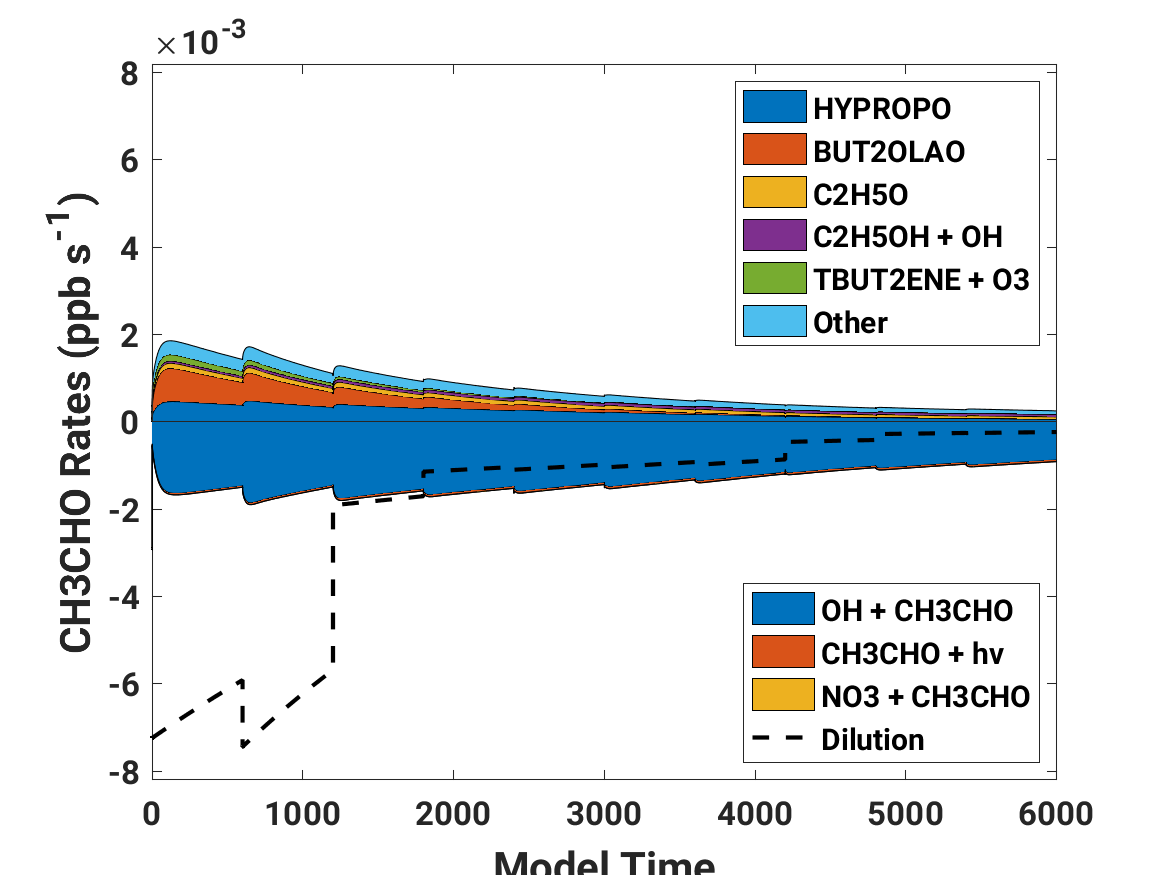 ×10-3
8
6
4
2
0
-2
-4
-6
-8
CH3CHO Rates (ppb s-1)
HYPROPO
BUT2OLAO
C2H5O
C2H5OH + OH
TBUT2ENE + O3
Other
OH + CH3CHO
CH3CHO + hv
NO3 + CH3CHO
Dilution
0 1000 2000 3000 4000 5000 6000
Model Time